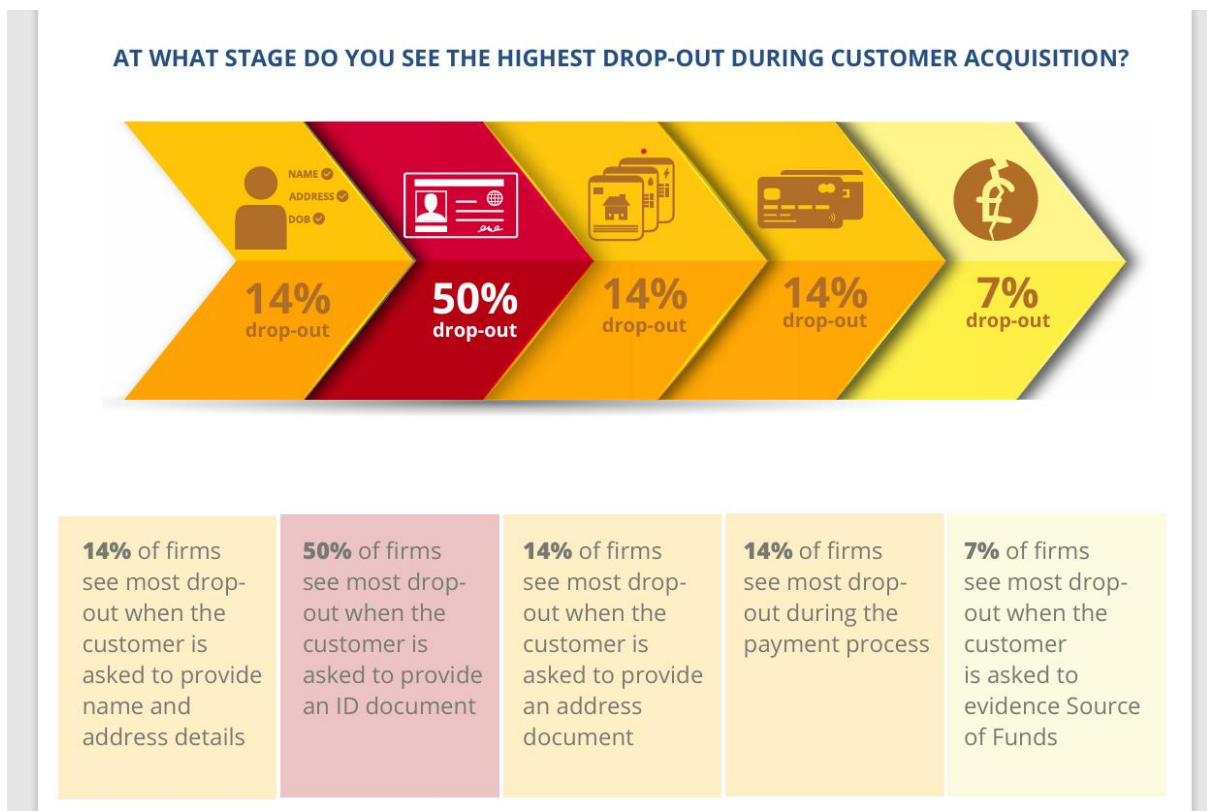 AT WHAT STAGE DO YOU SEE THE HIGHEST DROP-OUT DURING CUSTOMER ACQUISITION?
NAME
ADDRESS
DOB
14%
drop-out
50%
drop-out
14%
drop-out
14%
drop-out
7%
drop-out
14% of firms
see most drop-
out when the
customer is
asked to provide
name and
address details
50% of firms
see most drop-
out when the
customer is
asked to provide
an ID document
14% of firms
see most drop-
out when the
customer is
asked to provide
an address
document
14% of firms
see most drop-
out during the
payment process
7% of firms
see most drop-
out when the
customer
is asked to
evidence Source
of Funds